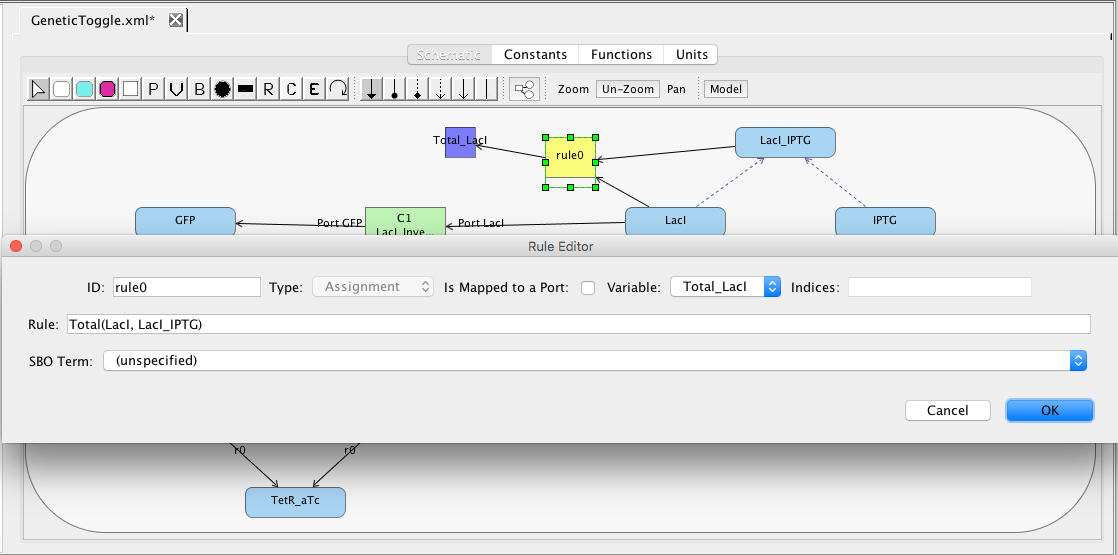 GeneticToggle.xml*
Schematic Constants Functions Units
P V B R C E Zoom Un-Zoom Pan Model
Total_LacI rule0 LacI_IPTG
GFP Port GFP C1 Port LacI LacI IPTG
LacI_Inve...
Rule Editor
ID: rule0 Type: Assignment Is Mapped to a Port: Variable: Total_LacI Indices:
Rule: Total(LacI, LacI_IPTG)
SBO Term: (unspecified)
Cancel OK
r0 r0
TetR_aTc